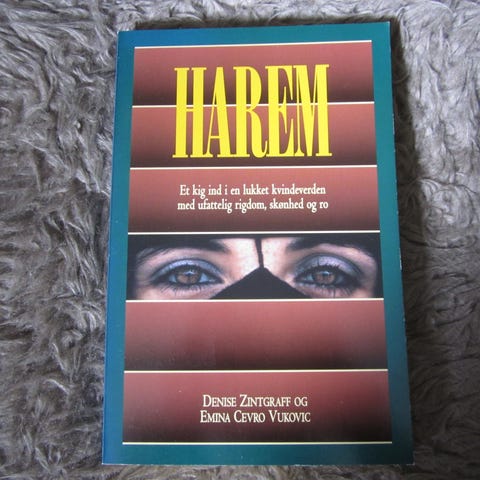 HAREM
Et kig ind i en lukket kvindeverden
med ufattelig rigdom, skønhed og ro
DENISE ZINTGRAFF OG
EMINA CEVRO VUKOVIC